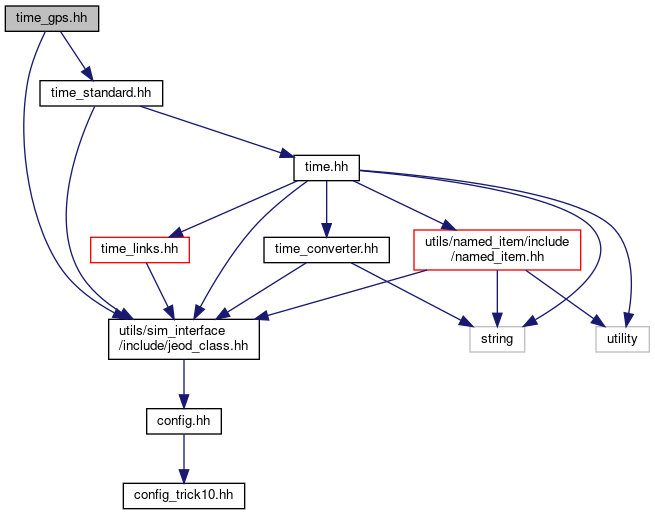 time_gps.hh
time_standard.hh
time.hh
time_links.hh
time_converter.hh
utils/named_item/include
/named_item.hh
utils/sim_interface
/include/jeod_class.hh
string
utility
config.hh
config_trick10.hh